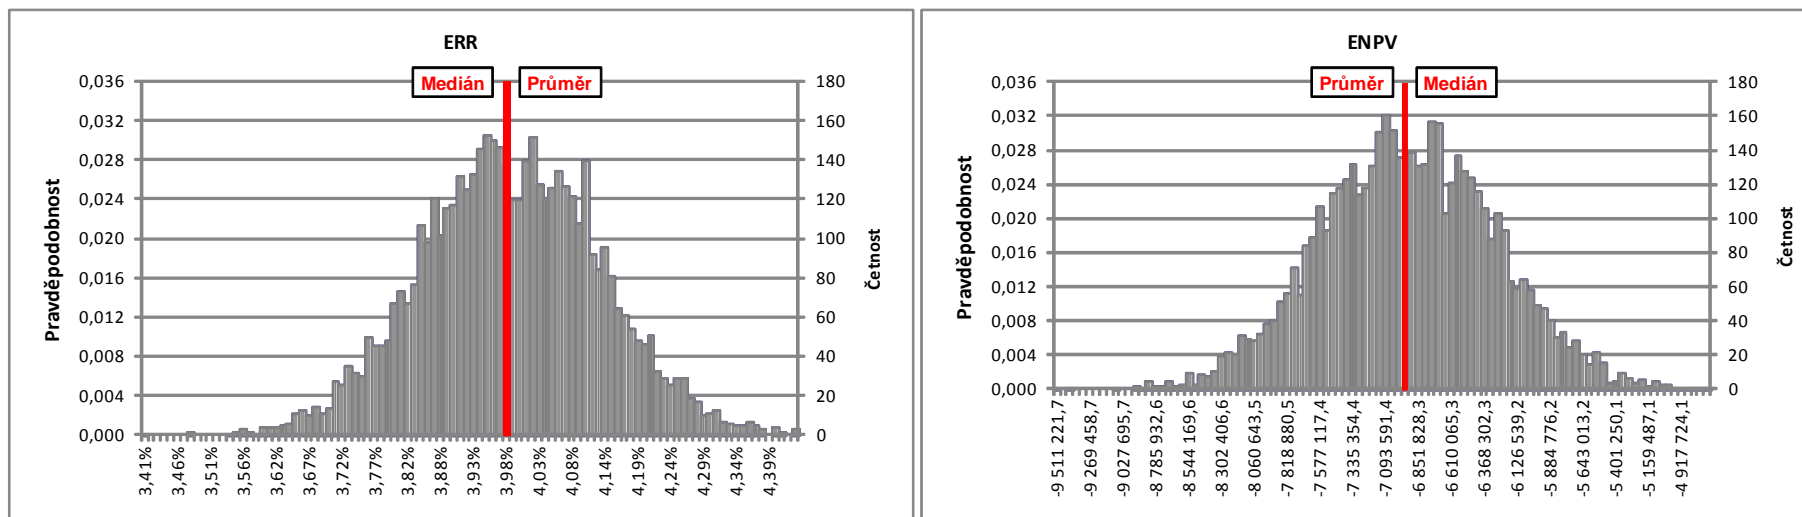 ERR
Medián
Průměr
Pravděpodobnost
0,036
0,032
0,028
0,024
0,020
0,016
0,012
0,008
0,004
0,000
180
160
140
120
100
80
60
40
20
0
Četnost
3,41%
3,46%
3,51%
3,56%
3,62%
3,67%
3,72%
3,77%
3,82%
3,88%
3,93%
3,98%
4,03%
4,08%
4,14%
4,19%
4,24%
4,29%
4,34%
4,39%
ENPV
Průměr
Medián
Pravděpodobnost
0,036
0,032
0,028
0,024
0,020
0,016
0,012
0,008
0,004
0,000
180
160
140
120
100
80
60
40
20
0
Četnost
-9 511 221,7
-9 269 458,7
-9 027 695,7
-8 785 932,6
-8 544 169,6
-8 302 406,6
-8 060 643,5
-7 818 880,5
-7 577 117,4
-7 335 354,4
-7 093 591,4
-6 851 828,3
-6 610 065,3
-6 368 302,3
-6 126 539,2
-5 884 776,2
-5 643 013,2
-5 401 250,1
-5 159 487,1
-4 917 724,1